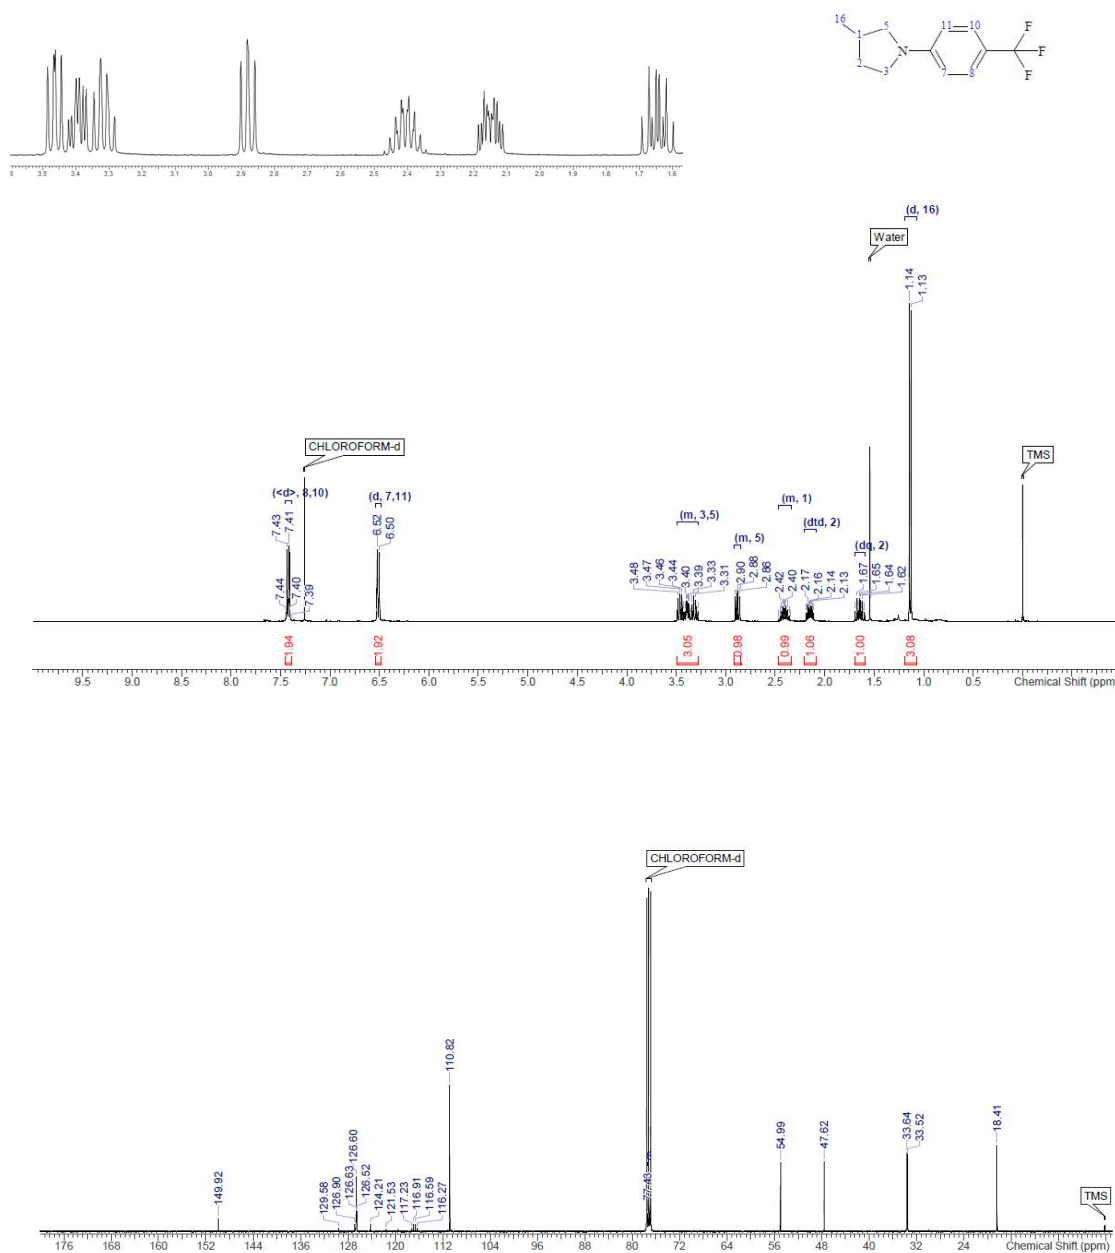 16
1
5
2
3
N
11
10
7
8
F
F
F
3.5 3.4 3.3 3.2 3.1 3.0 2.9 2.8 2.7 2.6 2.5 2.4 2.3 2.2 2.1 2.0 1.9 1.8 1.7 1.6
(d, 16)
Water
1.14
1.13
CHLOROFORM-d
TMS
(<d>, 8,10)
(d, 7,11)
(m, 3,5)
(m, 5)
(m, 1)
(dtd, 2)
(dq, 2)
7.44
7.43
7.41
7.40
7.39
6.52
6.50
3.48
3.47
3.46
3.44
3.40
3.39
3.33
3.31
2.90
2.88
2.86
2.42
2.40
2.17
2.16
2.14
2.13
1.67
1.65
1.64
1.62
1.94 1.92 3.05 0.98 0.99 1.06 1.00 3.08
9.5 9.0 8.5 8.0 7.5 7.0 6.5 6.0 5.5 5.0 4.5 4.0 3.5 3.0 2.5 2.0 1.5 1.0 0.5 Chemical Shift (ppm
CHLOROFORM-d
149.92
129.58
126.90
126.63
126.60
126.52
124.21
121.53
117.23
116.91
116.59
116.27
110.82
77.43
54.99
47.62
33.64
33.52
18.41
TMS
176 168 160 152 144 136 128 120 112 104 96 88 80 72 64 56 48 40 32 24 Chemical Shift (ppm)